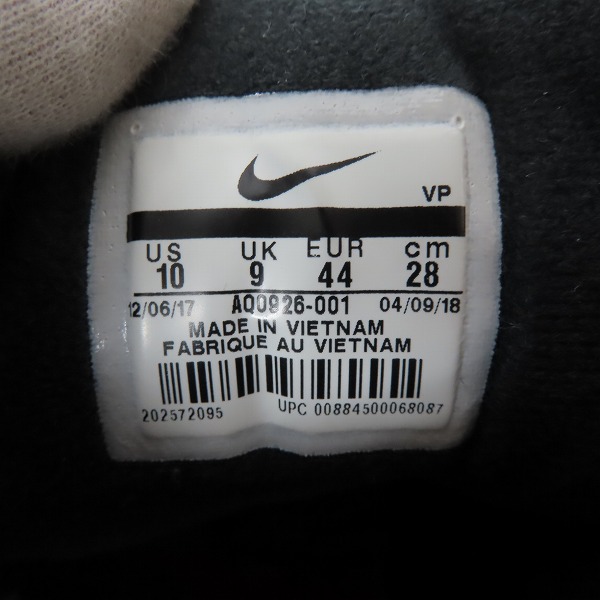 VP
US UK EUR cm
10 9 44 28
12/06/17 AQ0926-001 04/09/18
MADE IN VIETNAM
FABRIQUE AU VIETNAM
202572095 UPC 00884500068087